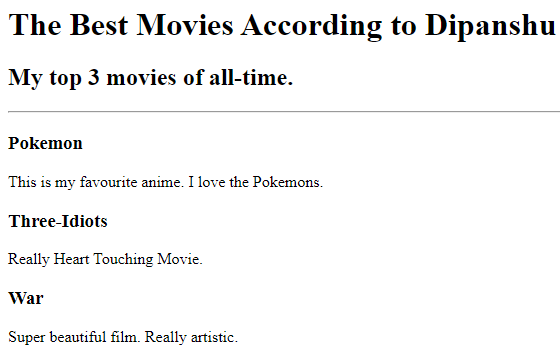 The Best Movies According to Dipanshu
My top 3 movies of all-time.
Pokemon
This is my favourite anime. I love the Pokemons.
Three-Idiots
Really Heart Touching Movie.
War
Super beautiful film. Really artistic.